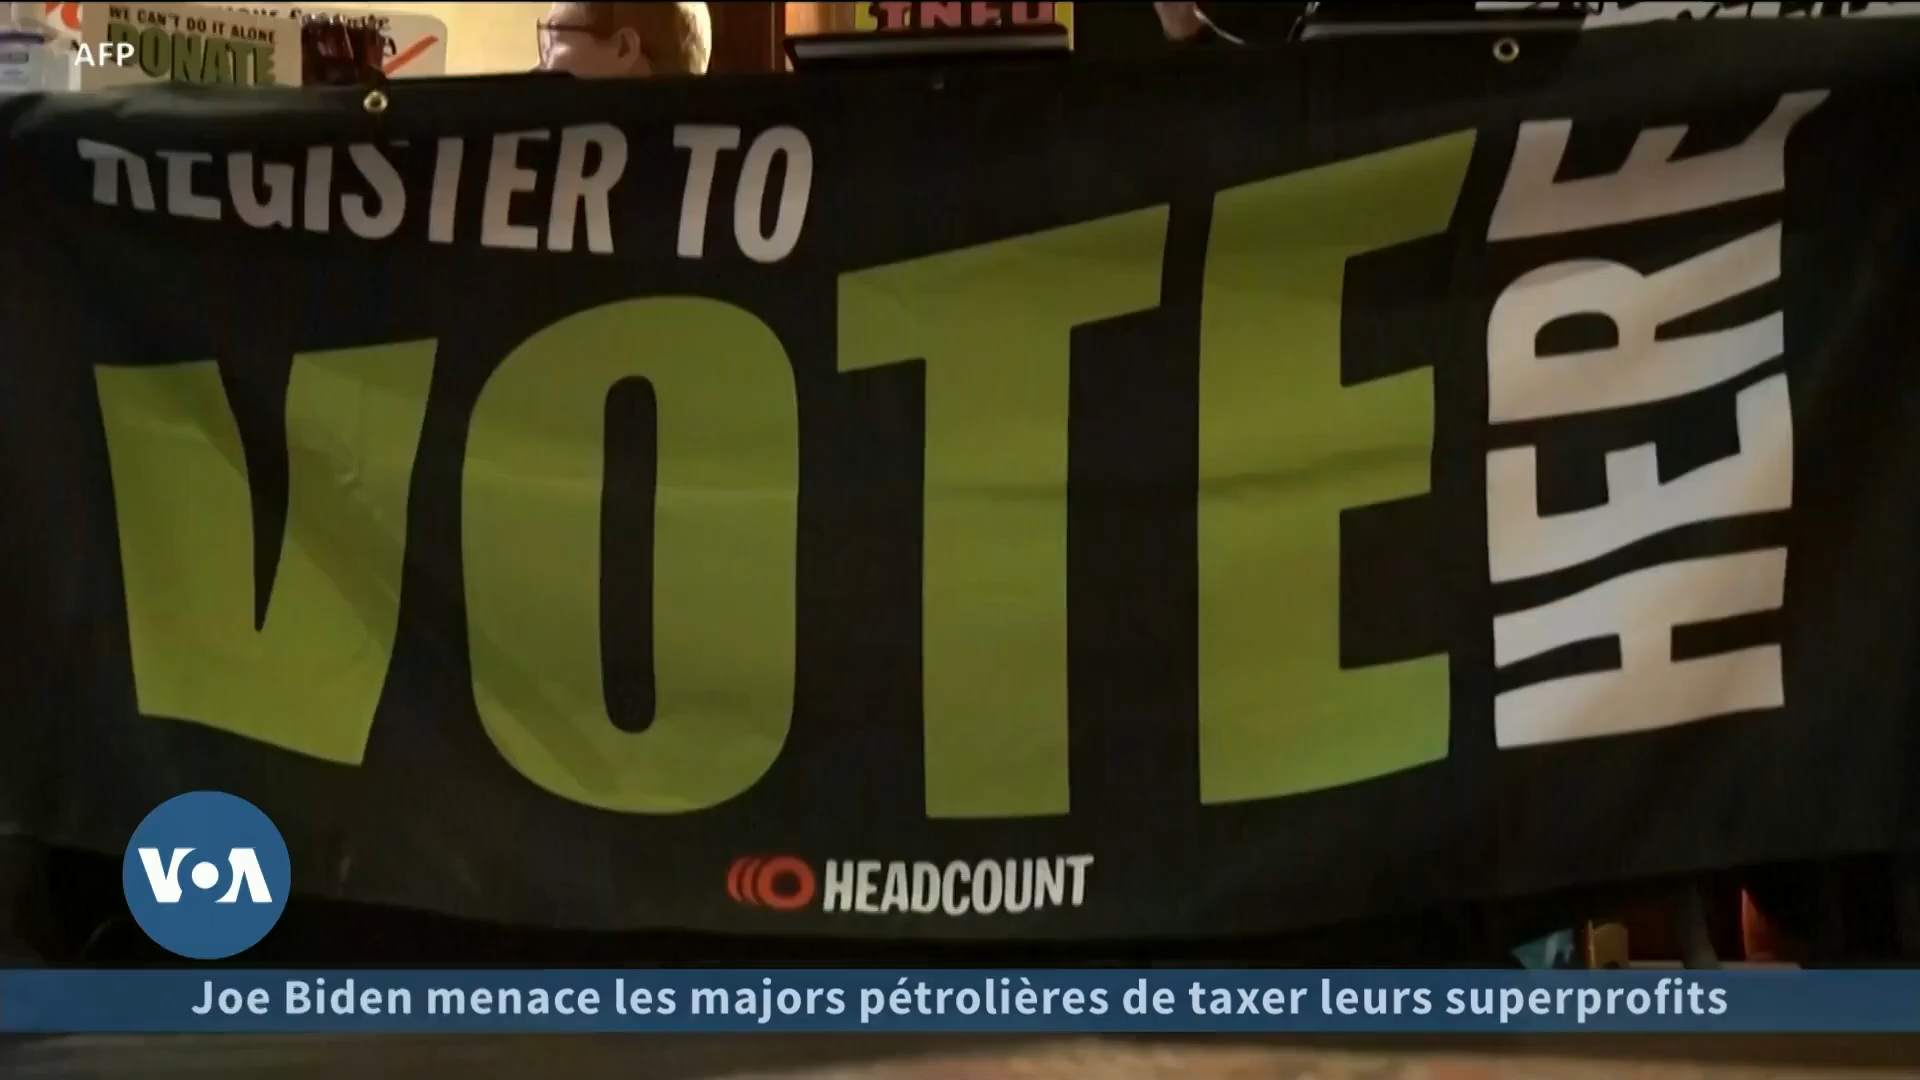 WE CAN'T DO IT ALONE
DONATE
AFP
REGISTER TO
VOTE
HERE
HEADCOUNT
VOA
Joe Biden menace les majors pétrolières de taxer leurs superprofits